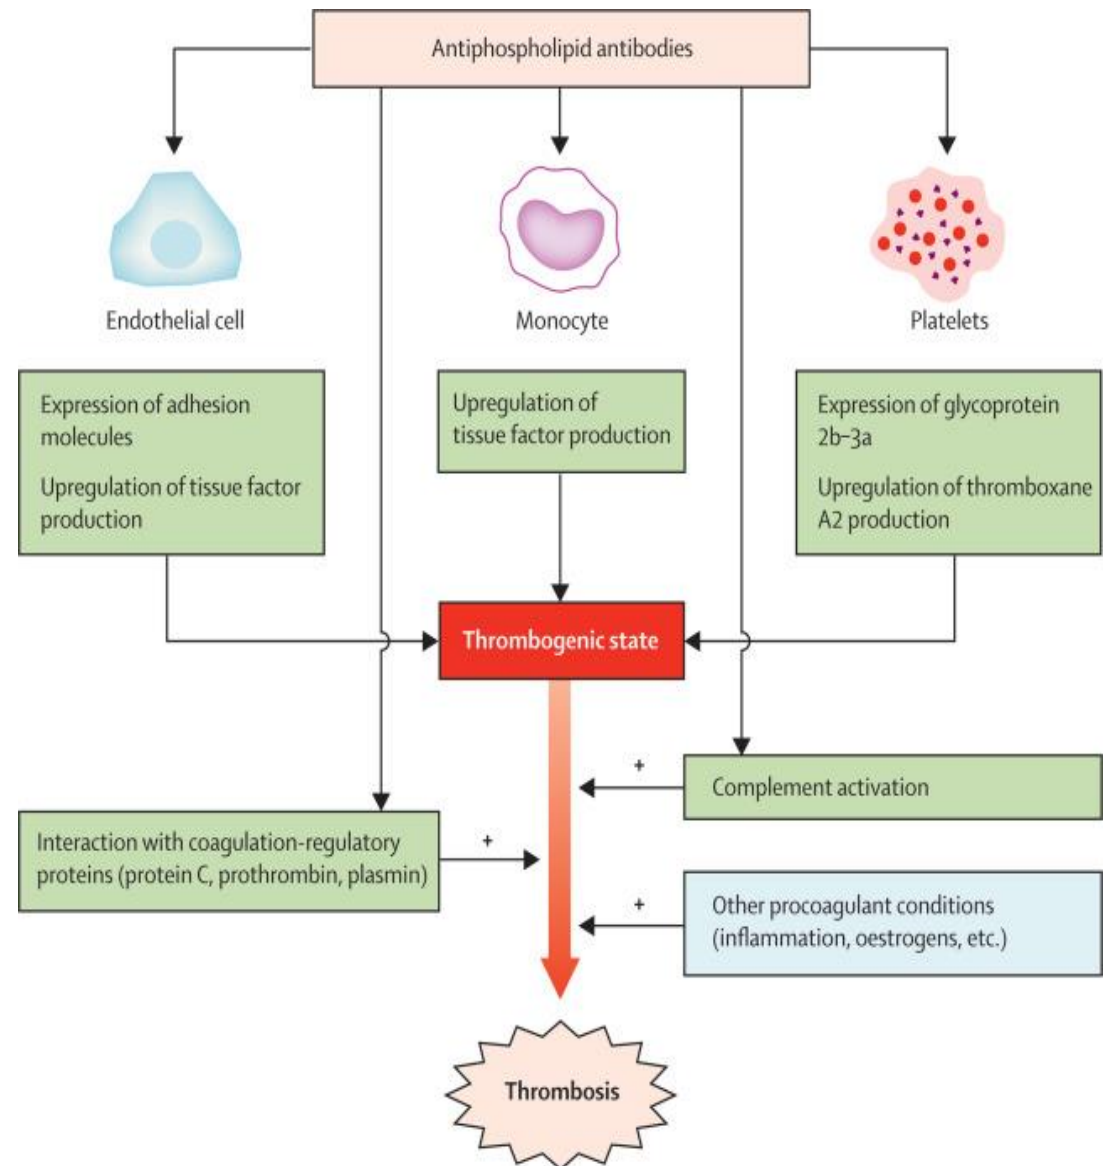 Antiphospholipid antibodies
Endothelial cell
Monocyte
Platelets
Expression of adhesion
molecules
Upregulation of tissue factor
production
Upregulation of
tissue factor production
Expression of glycoprotein
2b–3a
Upregulation of thromboxane
A2 production
Thrombogenic state
+
Complement activation
Interaction with coagulation-regulatory
proteins (protein C, prothrombin, plasmin)
+
+
Other procoagulant conditions
(inflammation, oestrogens, etc.)
Thrombosis